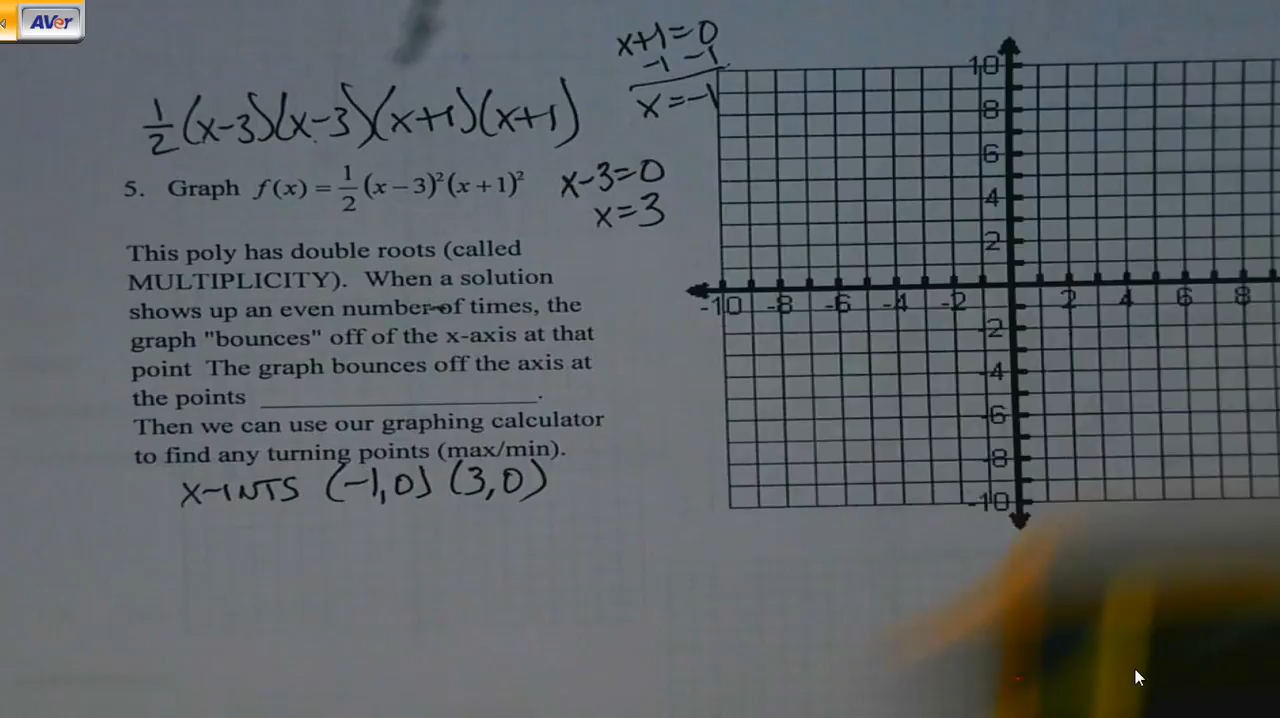 AVer
x+1=0
-1 -1
x=-1
½(x-3)(x-3)(x+1)(x+1)
5. Graph f(x) = ½(x-3)²(x+1)²
x-3=0
x=3
This poly has double roots (called
MULTIPLICITY). When a solution
shows up an even number of times, the
graph "bounces" off of the x-axis at that
point The graph bounces off the axis at
the points ____________________.
Then we can use our graphing calculator
to find any turning points (max/min).
X-INTS (-1,0) (3,0)
10
8
6
4
2
-10 -8 -6 -4 -2 2 4 6 8
-2
-4
-6
-8
-10